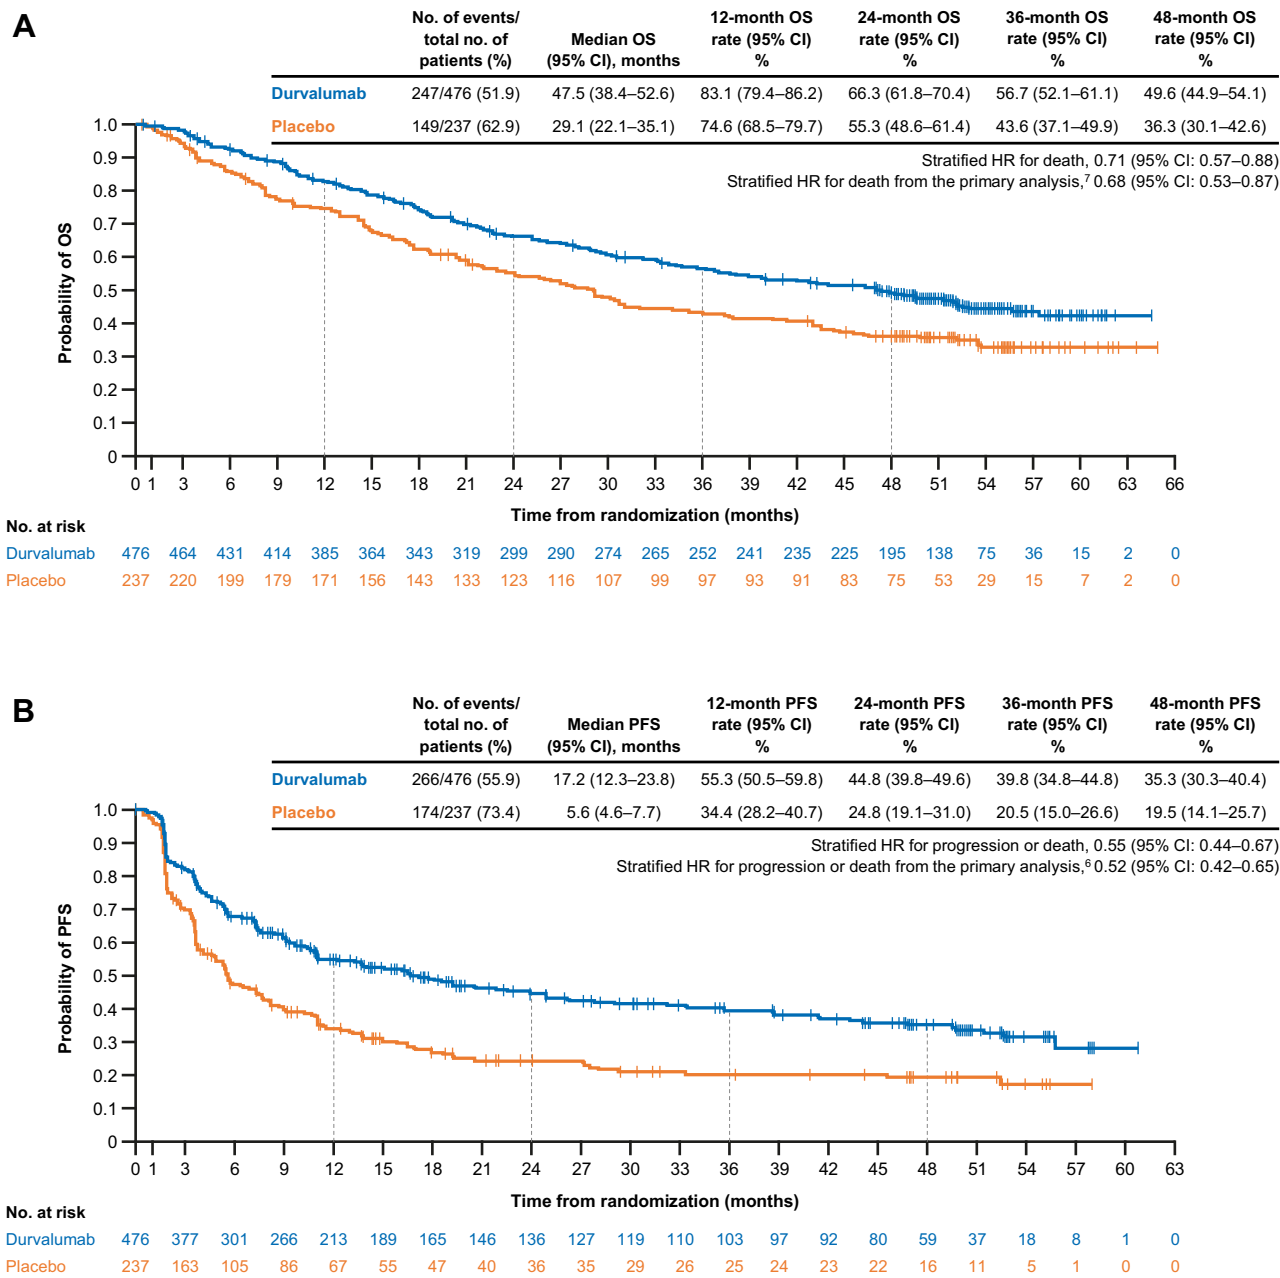 A
No. of events/ total no. of patients (%) Median OS (95% CI), months 12-month OS rate (95% CI) % 24-month OS rate (95% CI) % 36-month OS rate (95% CI) % 48-month OS rate (95% CI) %
Durvalumab 247/476 (51.9) 47.5 (38.4–52.6) 83.1 (79.4–86.2) 66.3 (61.8–70.4) 56.7 (52.1–61.1) 49.6 (44.9–54.1)
Placebo 149/237 (62.9) 29.1 (22.1–35.1) 74.6 (68.5–79.7) 55.3 (48.6–61.4) 43.6 (37.1–49.9) 36.3 (30.1–42.6)
Stratified HR for death, 0.71 (95% CI: 0.57–0.88)
Stratified HR for death from the primary analysis,7 0.68 (95% CI: 0.53–0.87)
Probability of OS
1.0
0.9
0.8
0.7
0.6
0.5
0.4
0.3
0.2
0.1
0
0 1 3 6 9 12 15 18 21 24 27 30 33 36 39 42 45 48 51 54 57 60 63 66
Time from randomization (months)
No. at risk
Durvalumab 476 464 431 414 385 364 343 319 299 290 274 265 252 241 235 225 195 138 75 36 15 2 0
Placebo 237 220 199 179 171 156 143 133 123 116 107 99 97 93 91 83 75 53 29 15 7 2 0
B
No. of events/ total no. of patients (%) Median PFS (95% CI), months 12-month PFS rate (95% CI) % 24-month PFS rate (95% CI) % 36-month PFS rate (95% CI) % 48-month PFS rate (95% CI) %
Durvalumab 266/476 (55.9) 17.2 (12.3–23.8) 55.3 (50.5–59.8) 44.8 (39.8–49.6) 39.8 (34.8–44.8) 35.3 (30.3–40.4)
Placebo 174/237 (73.4) 5.6 (4.6–7.7) 34.4 (28.2–40.7) 24.8 (19.1–31.0) 20.5 (15.0–26.6) 19.5 (14.1–25.7)
Stratified HR for progression or death, 0.55 (95% CI: 0.44–0.67)
Stratified HR for progression or death from the primary analysis,6 0.52 (95% CI: 0.42–0.65)
Probability of PFS
1.0
0.9
0.8
0.7
0.6
0.5
0.4
0.3
0.2
0.1
0
0 1 3 6 9 12 15 18 21 24 27 30 33 36 39 42 45 48 51 54 57 60 63
Time from randomization (months)
No. at risk
Durvalumab 476 377 301 266 213 189 165 146 136 127 119 110 103 97 92 80 59 37 18 8 1 0
Placebo 237 163 105 86 67 55 47 40 36 35 29 26 25 24 23 22 16 11 5 1 0 0